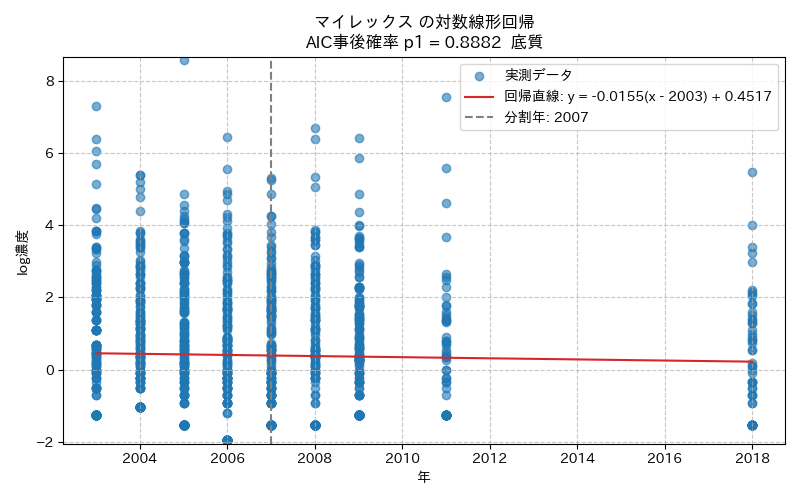 マイレックス の対数線形回帰
AIC事後確率 p1 = 0.8882 底質
実測データ
回帰直線: y = -0.0155(x - 2003) + 0.4517
分割年: 2007
log濃度
8
6
4
2
0
−2
2004 2006 2008 2010 2012 2014 2016 2018
年